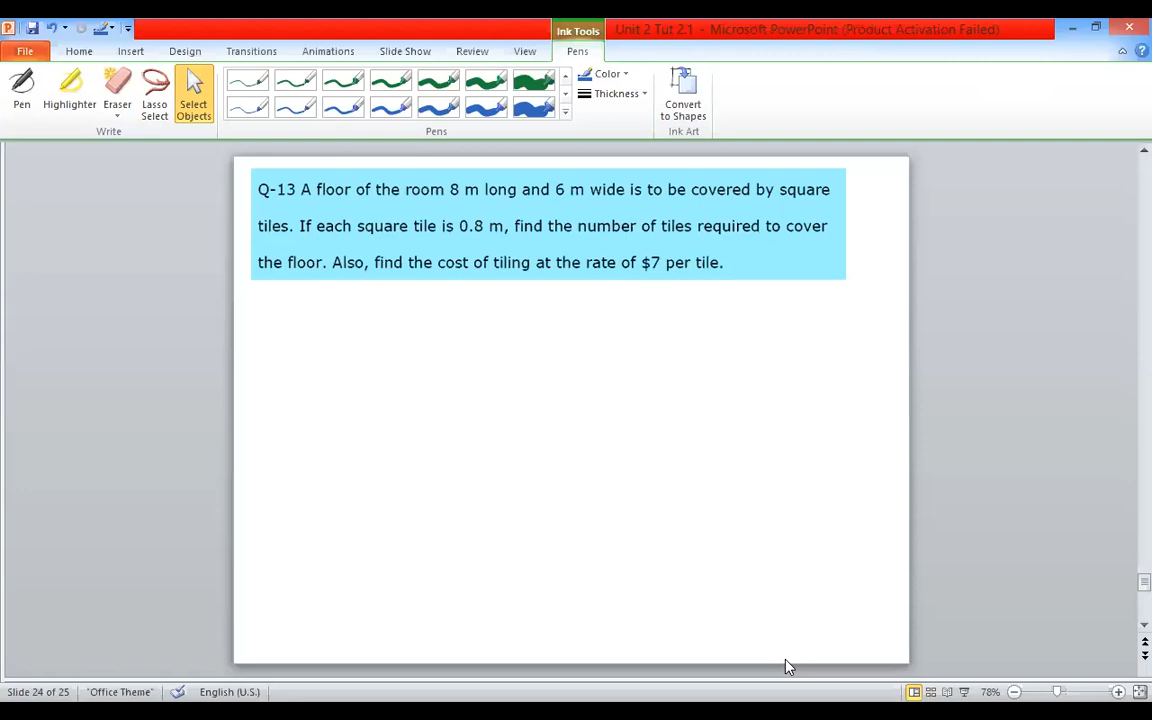 Ink Tools
Unit 2 Tut 2.1 - Microsoft PowerPoint (Product Activation Failed)
File Home Insert Design Transitions Animations Slide Show Review View Pens
Pen Highlighter Eraser Lasso Select Select Objects
Color
Thickness
Convert to Shapes
Write Pens Ink Art
Q-13 A floor of the room 8 m long and 6 m wide is to be covered by square
tiles. If each square tile is 0.8 m, find the number of tiles required to cover
the floor. Also, find the cost of tiling at the rate of $7 per tile.
Slide 24 of 25 "Office Theme" English (U.S.) 78%